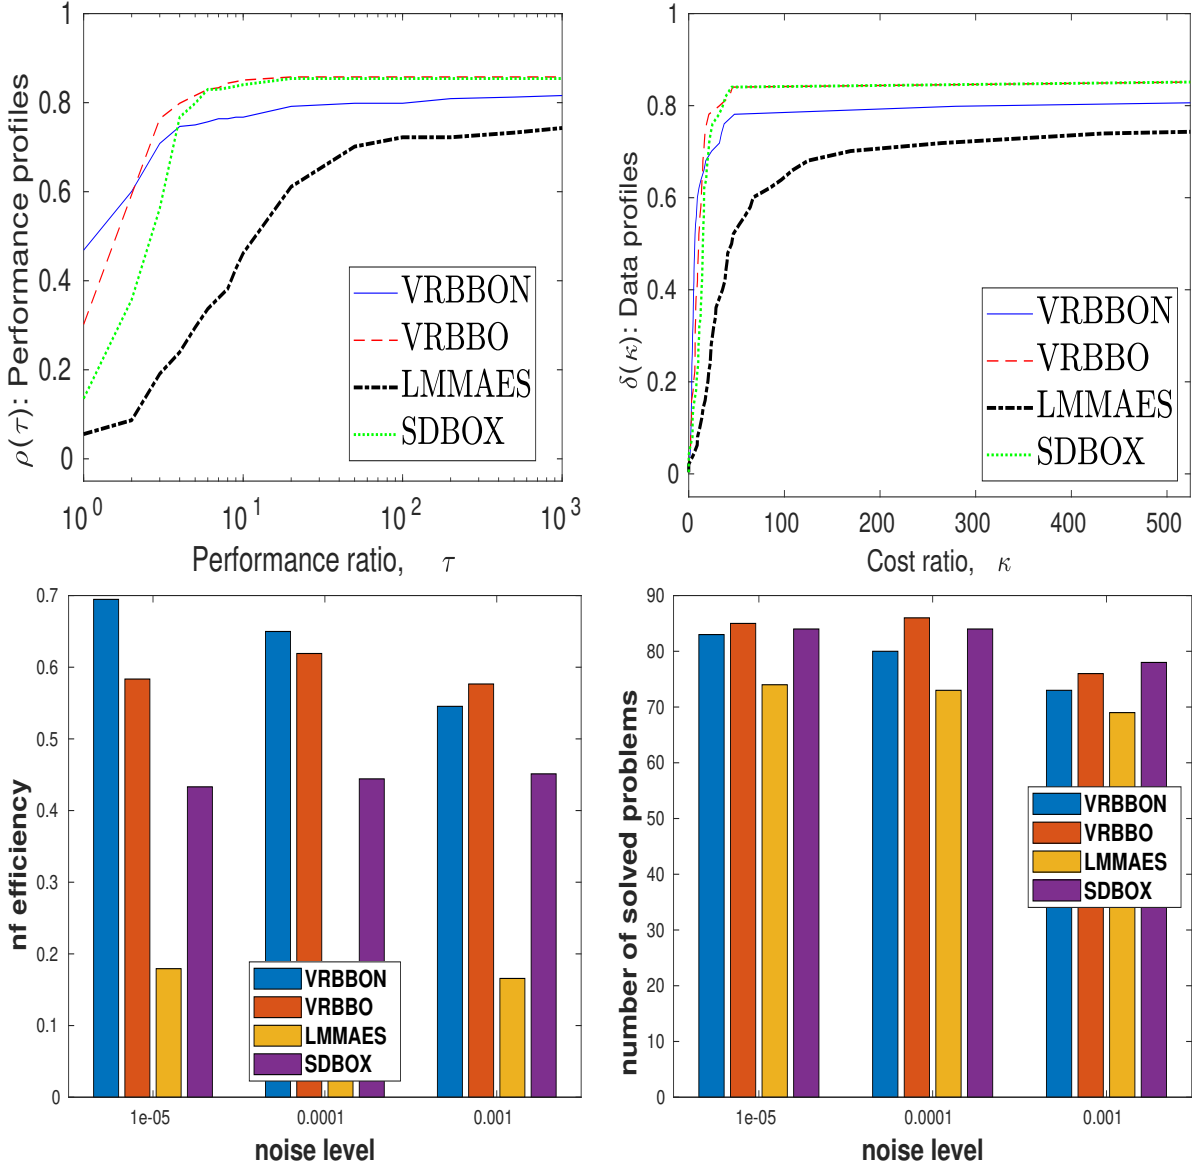 ρ(τ): Performance profiles
1
0.8
0.6
0.4
0.2
0
10^0
10^1
10^2
10^3
Performance ratio, τ
VRBBON
VRBBO
LMMAES
SDBOX
δ(κ): Data profiles
1
0.8
0.6
0.4
0.2
0
0
100
200
300
400
500
Cost ratio, κ
VRBBON
VRBBO
LMMAES
SDBOX
nf efficiency
0.7
0.6
0.5
0.4
0.3
0.2
0.1
0
1e-05
0.0001
0.001
noise level
VRBBON
VRBBO
LMMAES
SDBOX
number of solved problems
90
80
70
60
50
40
30
20
10
0
1e-05
0.0001
0.001
noise level
VRBBON
VRBBO
LMMAES
SDBOX